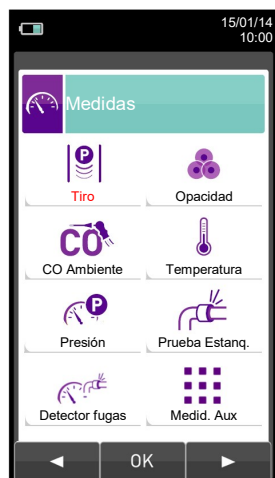 15/01/14
10:00
Medidas
P
Tiro
Opacidad
CO
CO Ambiente
Temperatura
P
Presión
Prueba Estanq.
Detector fugas
Medid. Aux
◄ OK ►